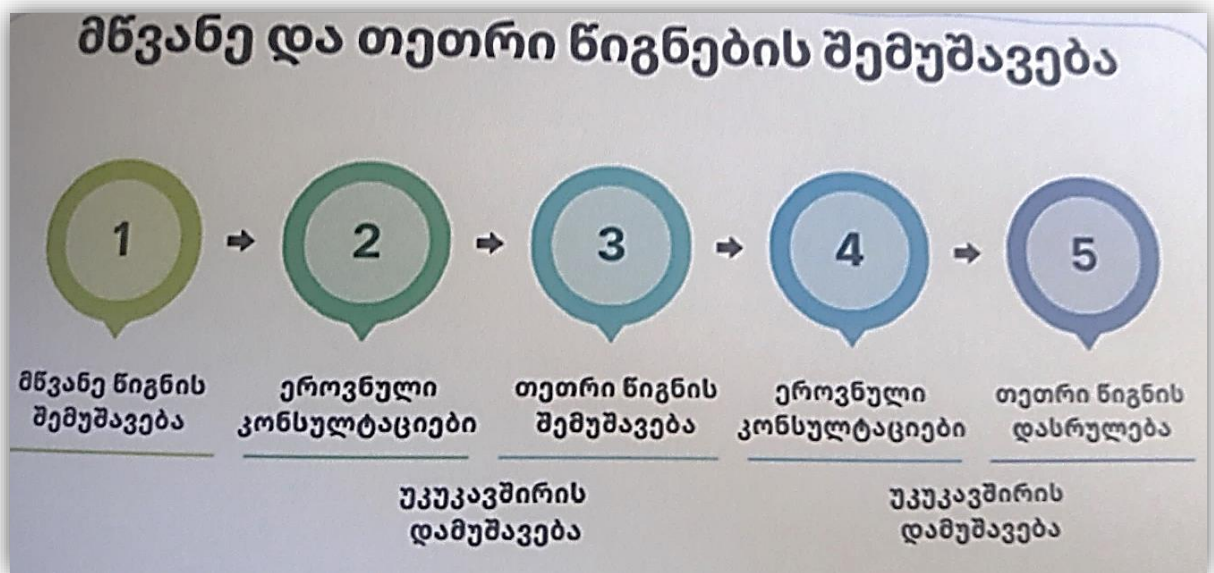 მწვანე და თეთრი წიგნების შემუშავება
1
2
3
4
5
მწვანე წიგნის
შემუშავება
ეროვნული
კონსულტაციები
თეთრი წიგნის
შემუშავება
ეროვნული
კონსულტაციები
თეთრი წიგნის
დასრულება
უკუკავშირის
დამუშავება
უკუკავშირის
დამუშავება